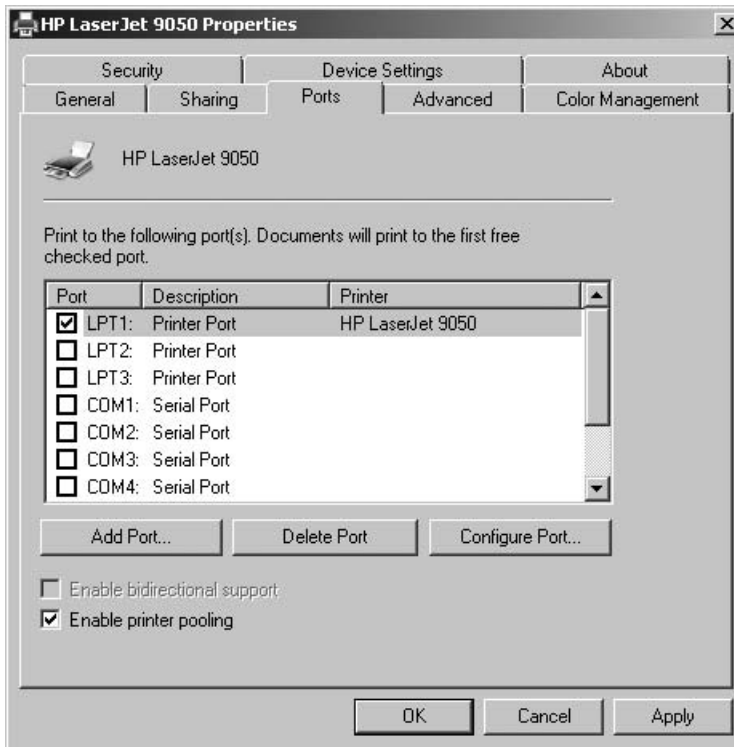 HP LaserJet 9050 Properties
Security Device Settings About
General Sharing Ports Advanced Color Management
HP LaserJet 9050
Print to the following port(s). Documents will print to the first free
checked port.
Port Description Printer
LPT1: Printer Port HP LaserJet 9050
LPT2: Printer Port
LPT3: Printer Port
COM1: Serial Port
COM2: Serial Port
COM3: Serial Port
COM4: Serial Port
Add Port... Delete Port Configure Port...
Enable bidirectional support
Enable printer pooling
OK Cancel Apply